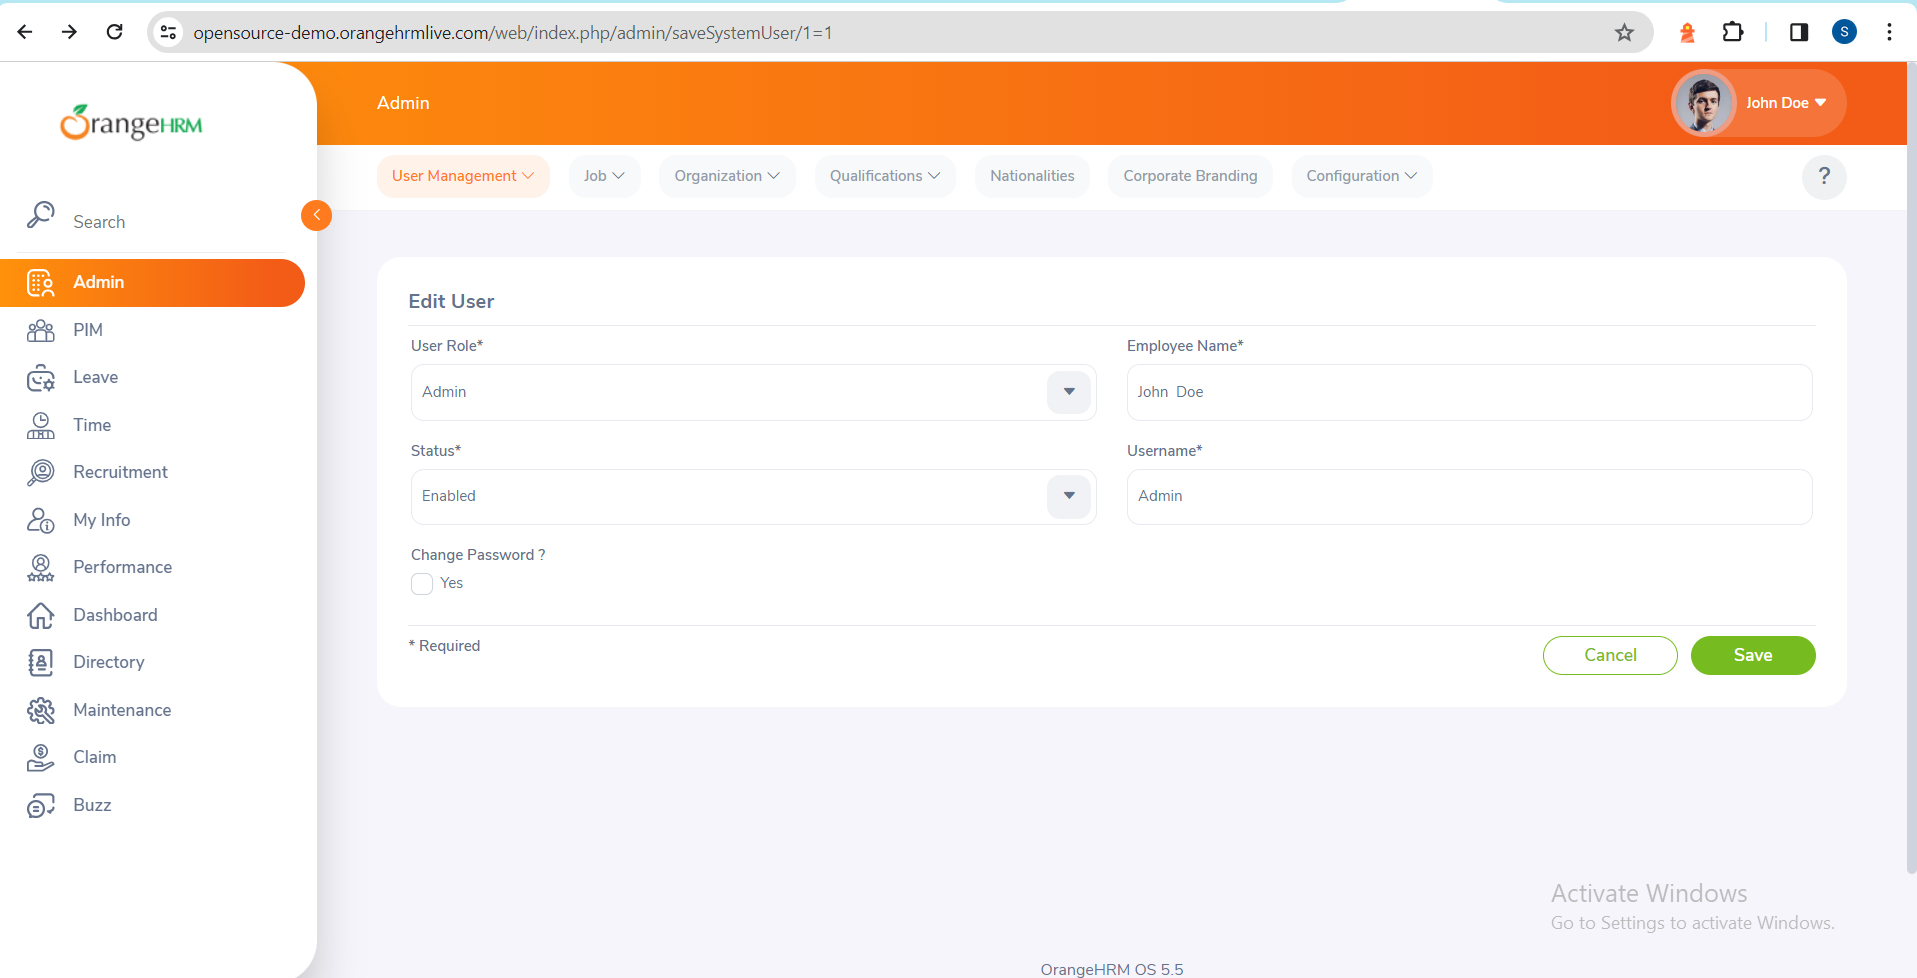 opensource-demo.orangehrmlive.com/web/index.php/admin/saveSystemUser/1=1
S
OrangeHRM
Admin
John Doe
User Management
Job
Organization
Qualifications
Nationalities
Corporate Branding
Configuration
?
Search
Admin
PIM
Leave
Time
Recruitment
My Info
Performance
Dashboard
Directory
Maintenance
Claim
Buzz
Edit User
User Role*
Admin
Employee Name*
John  Doe
Status*
Enabled
Username*
Admin
Change Password ?
Yes
* Required
Cancel
Save
Activate Windows
Go to Settings to activate Windows.
OrangeHRM OS 5.5